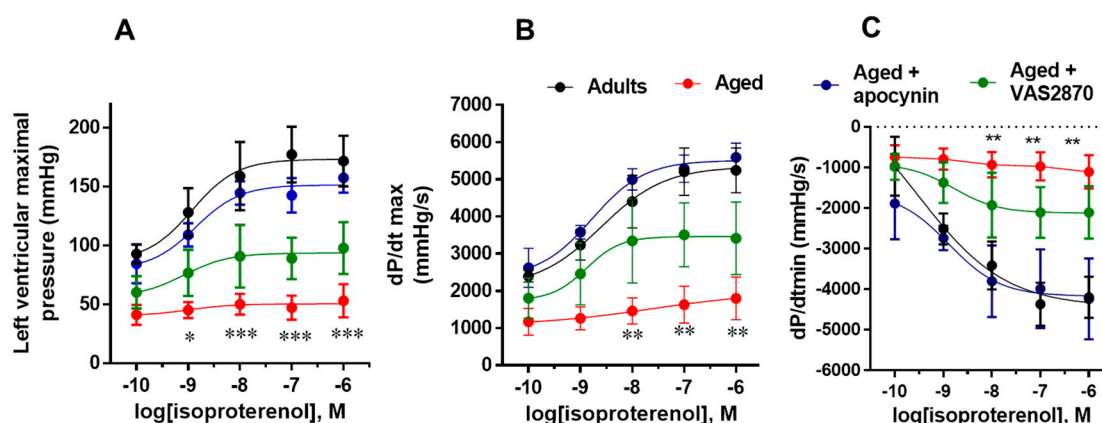 A
B
C
Adults
Aged
Aged +
apocynin
Aged +
VAS2870
Left ventricular maximal
pressure (mmHg)
200
150
100
50
0
*
***
***
***
-10
-9
-8
-7
-6
log[isoproterenol], M
dP/dt max
(mmHg/s)
7000
6000
5000
4000
3000
2000
1000
0
**
**
**
-10
-9
-8
-7
-6
log[isoproterenol], M
dP/dtmin (mmHg/s)
0
-1000
-2000
-3000
-4000
-5000
-6000
**
**
**
-10
-9
-8
-7
-6
log[isoproterenol], M